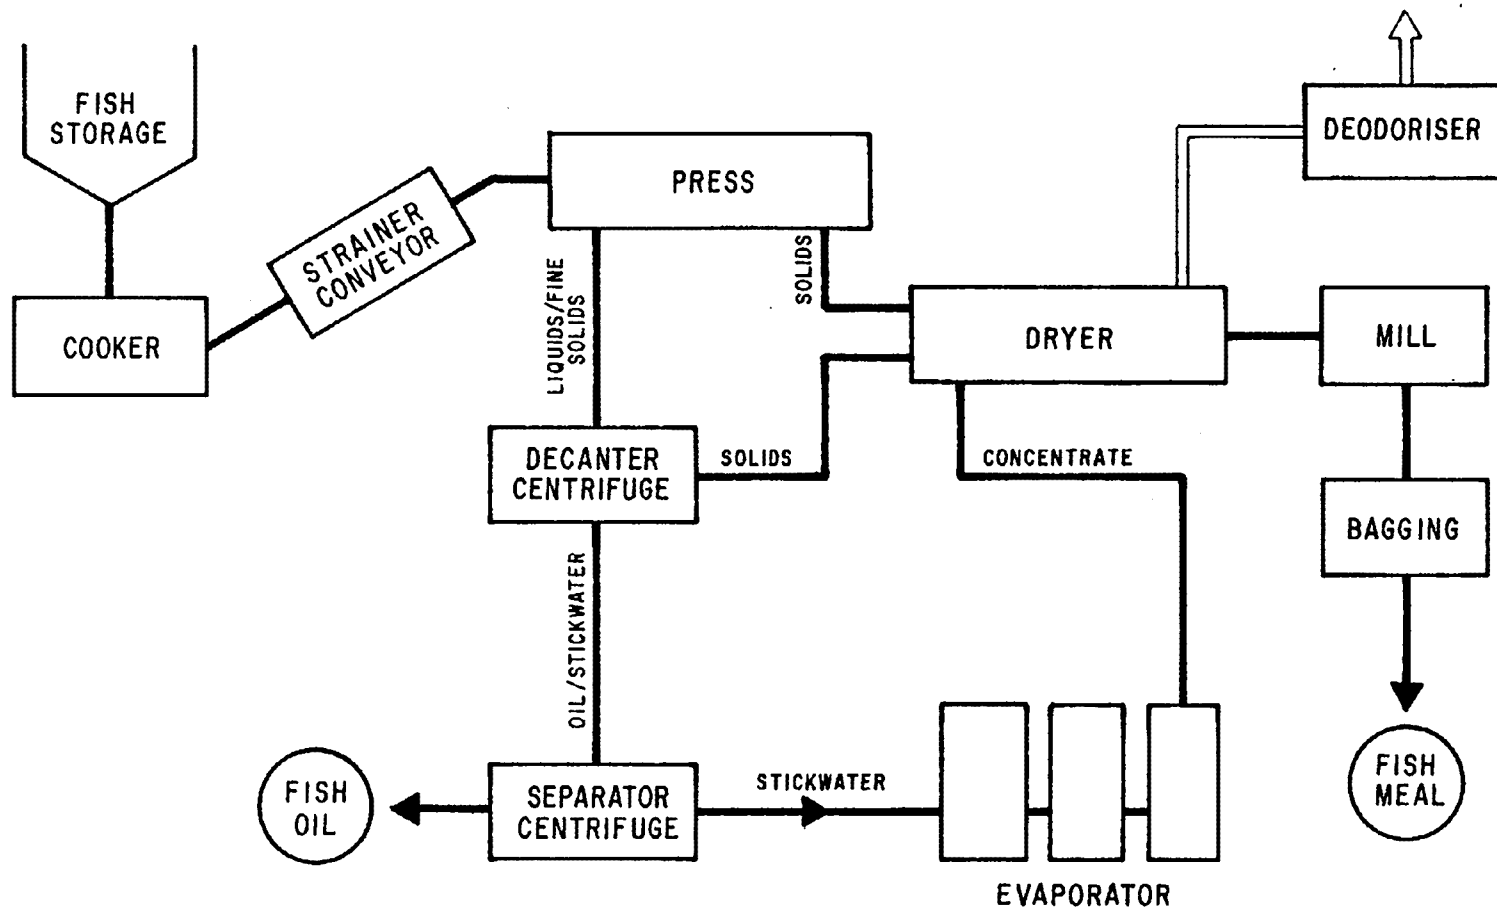 FISH
STORAGE
COOKER
STRAINER
CONVEYOR
PRESS
LIQUIDS/FINE
SOLIDS
SOLIDS
DECANTER
CENTRIFUGE
SOLIDS
OIL/STICKWATER
SEPARATOR
CENTRIFUGE
FISH
OIL
STICKWATER
EVAPORATOR
CONCENTRATE
DRYER
DEODORISER
MILL
BAGGING
FISH
MEAL